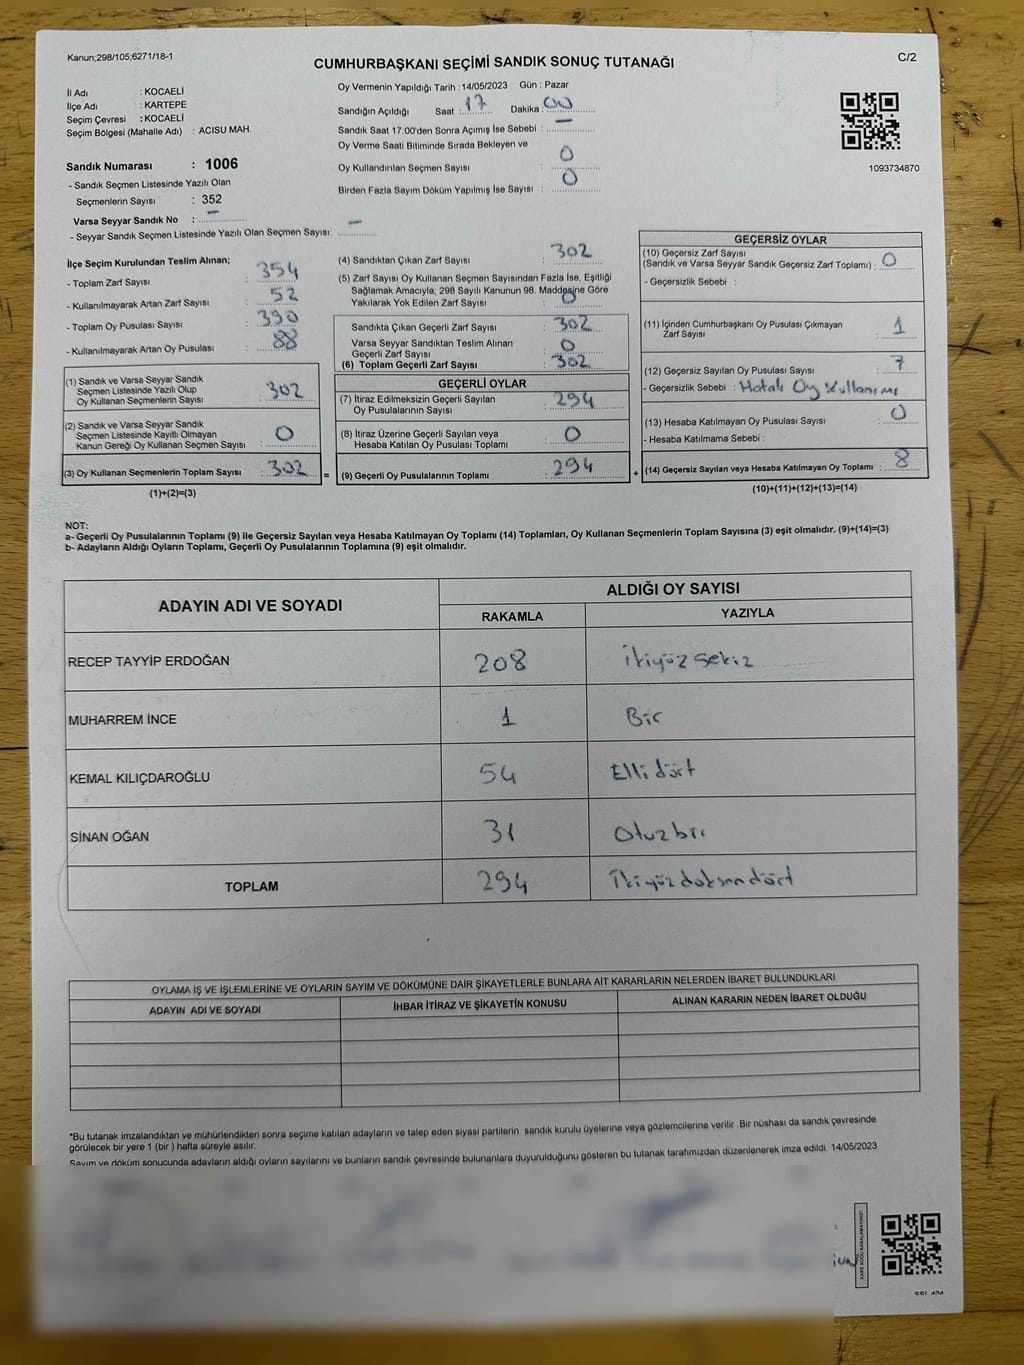 Kanun;298/105;6271/18-1
C/2
CUMHURBAŞKANI SEÇİMİ SANDIK SONUÇ TUTANAĞI
İl Adı : KOCAELİ
İlçe Adı : KARTEPE
Seçim Çevresi : KOCAELİ
Seçim Bölgesi (Mahalle Adı) : ACISU MAH.
Sandık Numarası : 1006
- Sandık Seçmen Listesinde Yazılı Olan
Seçmenlerin Sayısı : 352
Varsa Seyyar Sandık No : –
- Seyyar Sandık Seçmen Listesinde Yazılı Olan Seçmen Sayısı: –
Oy Vermenin Yapıldığı Tarih : 14/05/2023 Gün : Pazar
Sandığın Açıldığı Saat : 17 Dakika : 00
Sandık Saat 17:00'den Sonra Açımış İse Sebebi : –
Oy Verme Saati Bitiminde Sırada Bekleyen ve
Oy Kullandırılan Seçmen Sayısı : 0
Birden Fazla Sayım Döküm Yapılmış İse Sayısı : 0
1093734870
İlçe Seçim Kurulundan Teslim Alınan;
- Toplam Zarf Sayısı : 354
- Kullanılmayarak Artan Zarf Sayısı : 52
- Toplam Oy Pusulası Sayısı : 390
- Kullanılmayarak Artan Oy Pusulası : 88
(1) Sandık ve Varsa Seyyar Sandık
Seçmen Listesinde Yazılı Olup
Oy Kullanan Seçmenlerin Sayısı : 302
(2) Sandık ve Varsa Seyyar Sandık
Seçmen Listesinde Kayıtlı Olmayan
Kanun Gereği Oy Kullanan Seçmen Sayısı : 0
(3) Oy Kullanan Seçmenlerin Toplam Sayısı : 302 =
(1)+(2)=(3)
(4) Sandıktan Çıkan Zarf Sayısı : 302
(5) Zarf Sayısı Oy Kullanan Seçmen Sayısından Fazla İse, Eşitliği
Sağlamak Amacıyla, 298 Sayılı Kanunun 98. Maddesine Göre
Yakılarak Yok Edilen Zarf Sayısı : 0
Sandıkta Çıkan Geçerli Zarf Sayısı : 302
Varsa Seyyar Sandıktan Teslim Alınan
Geçerli Zarf Sayısı : 0
(6) Toplam Geçerli Zarf Sayısı : 302
GEÇERLİ OYLAR
(7) İtiraz Edilmeksizin Geçerli Sayılan
Oy Pusulalarının Sayısı : 294
(8) İtiraz Üzerine Geçerli Sayılan veya
Hesaba Katılan Oy Pusulası Toplamı : 0
(9) Geçerli Oy Pusulalarının Toplamı : 294 +
GEÇERSİZ OYLAR
(10) Geçersiz Zarf Sayısı
(Sandık ve Varsa Seyyar Sandık Geçersiz Zarf Toplamı) : 0
- Geçersizlik Sebebi :
(11) İçinden Cumhurbaşkanı Oy Pusulası Çıkmayan
Zarf Sayısı : 1
(12) Geçersiz Sayılan Oy Pusulası Sayısı : 7
- Geçersizlik Sebebi : Hatalı Oy Kullanımı
(13) Hesaba Katılmayan Oy Pusulası Sayısı : 0
- Hesaba Katılmama Sebebi :
(14) Geçersiz Sayılan veya Hesaba Katılmayan Oy Toplamı : 8
(10)+(11)+(12)+(13)=(14)
NOT:
a- Geçerli Oy Pusulalarının Toplamı (9) ile Geçersiz Sayılan veya Hesaba Katılmayan Oy Toplamı (14) Toplamları, Oy Kullanan Seçmenlerin Toplam Sayısına (3) eşit olmalıdır. (9)+(14)=(3)
b- Adayların Aldığı Oyların Toplamı, Geçerli Oy Pusulalarının Toplamına (9) eşit olmalıdır.
ADAYIN ADI VE SOYADI
ALDIĞI OY SAYISI
RAKAMLA YAZIYLA
RECEP TAYYİP ERDOĞAN 208 İkiyüz sekiz
MUHARREM İNCE 1 Bir
KEMAL KILIÇDAROĞLU 54 Elli dört
SİNAN OĞAN 31 Otuzbir
TOPLAM 294 İkiyüz doksan dört
OYLAMA İŞ VE İŞLEMLERİNE VE OYLARIN SAYIM VE DÖKÜMÜNE DAİR ŞİKAYETLERLE BUNLARA AİT KARARLARIN NELERDEN İBARET BULUNDUKLARI
ADAYIN ADI VE SOYADI İHBAR İTİRAZ VE ŞİKAYETİN KONUSU ALINAN KARARIN NEDEN İBARET OLDUĞU
*Bu tutanak imzalandıktan ve mühürlendikten sonra seçime katılan adayların ve talep eden siyasi partilerin sandık kurulu üyelerine veya gözlemcilerine verilir. Bir nüshası da sandık çevresinde
görülecek bir yere 1 (bir ) hafta süreyle asılır.
Sayım ve döküm sonucunda adayların aldığı oyların sayılarını ve bunların sandık çevresinde bulunanlara duyurulduğunu gösteren bu tutanak tarafımızdan düzenlenerek imza edildi. 14/05/2023
KARE KODU KARALAMAYINIZ!